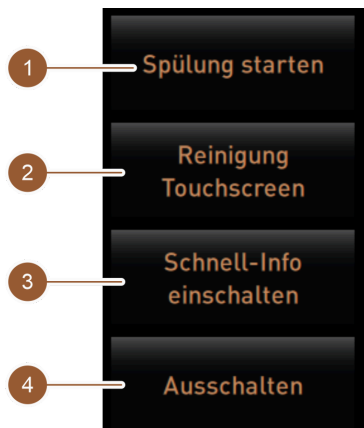 1
Spülung starten
2
Reinigung
Touchscreen
3
Schnell-Info
einschalten
4
Ausschalten